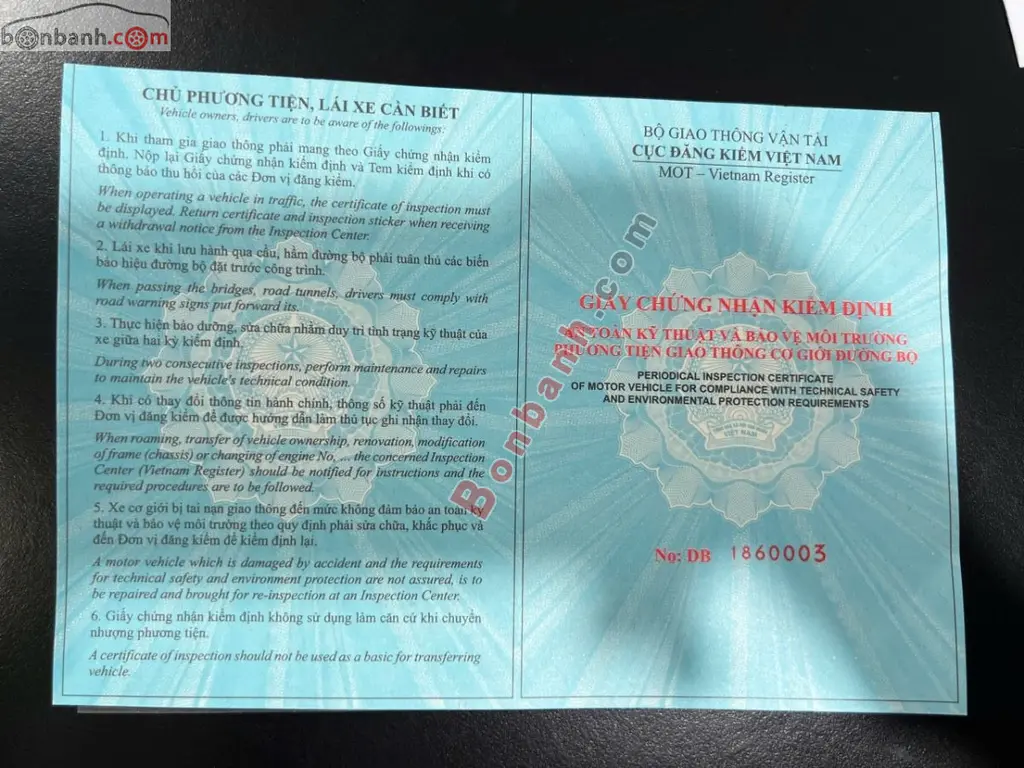 bonbanh.com
CHỦ PHƯƠNG TIỆN, LÁI XE CẦN BIẾT
Vehicle owners, drivers are to be aware of the followings:
1. Khi tham gia giao thông phải mang theo Giấy chứng nhận kiểm
định. Nộp lại Giấy chứng nhận kiểm định và Tem kiểm định khi có
thông báo thu hồi của các Đơn vị đăng kiểm.
When operating a vehicle in traffic, the certificate of inspection must
be displayed. Return certificate and inspection sticker when receiving
a withdrawal notice from the Inspection Center.
2. Lái xe khi lưu hành qua cầu, hầm đường bộ phải tuân thủ các biển
báo hiệu đường bộ đặt trước công trình.
When passing the bridges, road tunnels, drivers must comply with
road warning signs put forward its.
3. Thực hiện bảo dưỡng, sửa chữa nhằm duy trì tình trạng kỹ thuật của
xe giữa hai kỳ kiểm định.
During two consecutive inspections, perform maintenance and repairs
to maintain the vehicle's technical condition.
4. Khi có thay đổi thông tin hành chính, thông số kỹ thuật phải đến
Đơn vị đăng kiểm để được hướng dẫn làm thủ tục ghi nhận thay đổi.
When roaming, transfer of vehicle ownership, renovation, modification
of frame (chassis) or changing of engine No, ... the concerned Inspection
Center (Vietnam Register) should be notified for instructions and the
required procedures are to be followed.
5. Xe cơ giới bị tai nạn giao thông đến mức không đảm bảo an toàn kỹ
thuật và bảo vệ môi trường theo quy định phải sửa chữa, khắc phục và
đến Đơn vị đăng kiểm để kiểm định lại.
A motor vehicle which is damaged by accident and the requirements
for technical safety and environment protection are not assured, is to
be repaired and brought for re-inspection at an Inspection Center.
6. Giấy chứng nhận kiểm định không sử dụng làm căn cứ khi chuyển
nhượng phương tiện.
A certificate of inspection should not be used as a basic for transferring
vehicle.
BỘ GIAO THÔNG VẬN TẢI
CỤC ĐĂNG KIỂM VIỆT NAM
MOT – Vietnam Register
GIẤY CHỨNG NHẬN KIỂM ĐỊNH
AN TOÀN KỸ THUẬT VÀ BẢO VỆ MÔI TRƯỜNG
PHƯƠNG TIỆN GIAO THÔNG CƠ GIỚI ĐƯỜNG BỘ
PERIODICAL INSPECTION CERTIFICATE
OF MOTOR VEHICLE FOR COMPLIANCE WITH TECHNICAL SAFETY
AND ENVIRONMENTAL PROTECTION REQUIREMENTS
VIỆT NAM
No: DB 1860003
Bonbanh.com